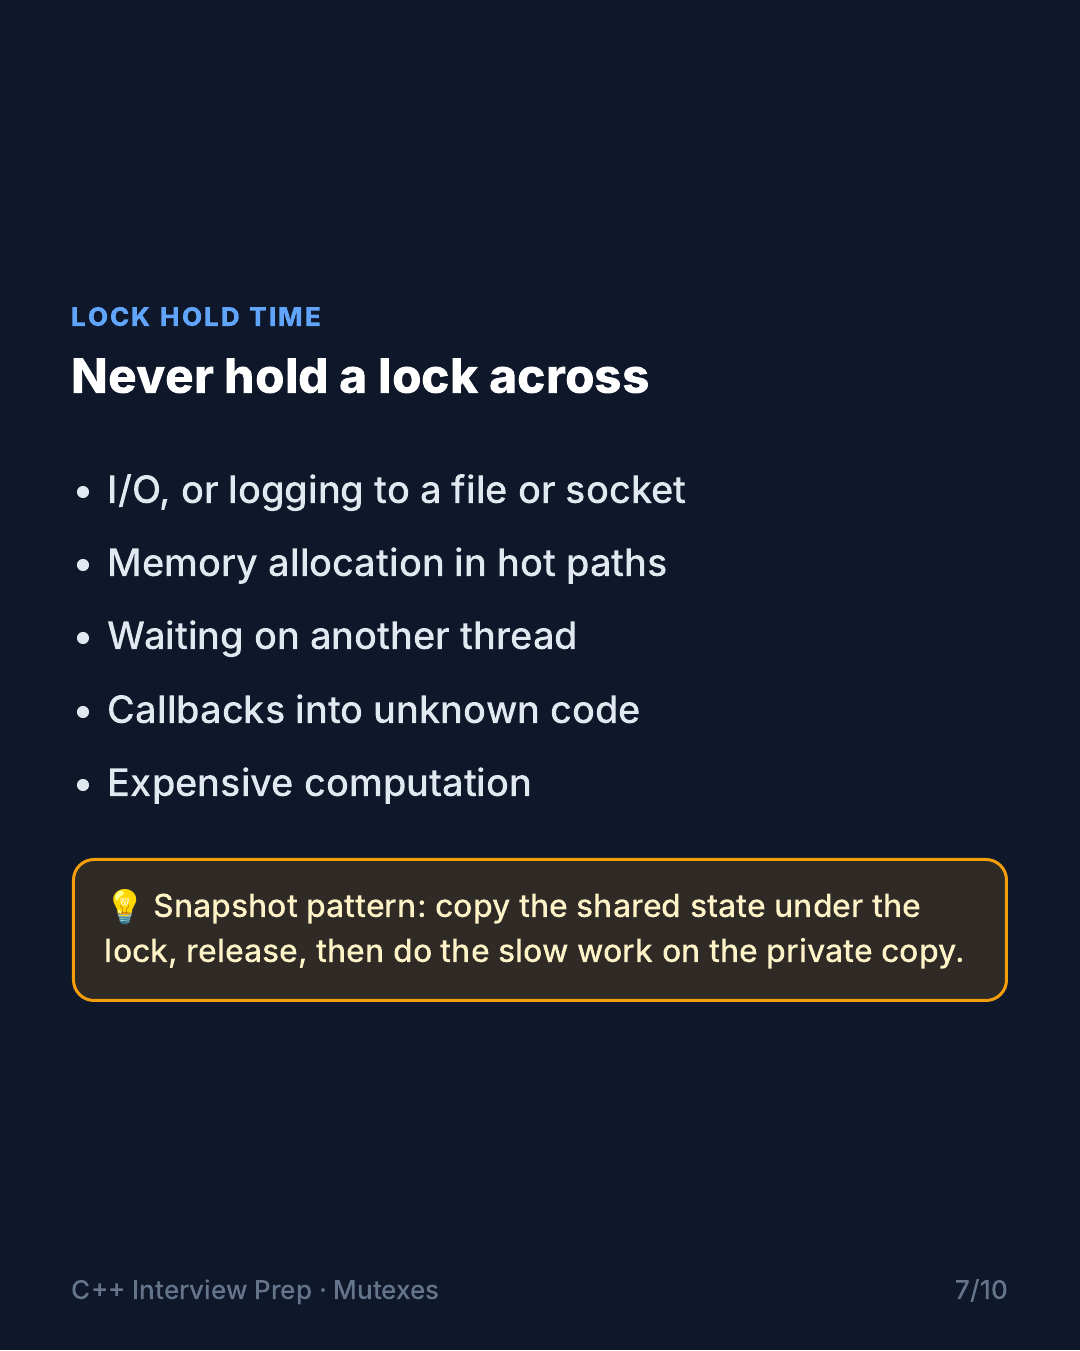 LOCK HOLD TIME
Never hold a lock across
• I/O, or logging to a file or socket
• Memory allocation in hot paths
• Waiting on another thread
• Callbacks into unknown code
• Expensive computation
💡 Snapshot pattern: copy the shared state under the
lock, release, then do the slow work on the private copy.
C++ Interview Prep · Mutexes
7/10